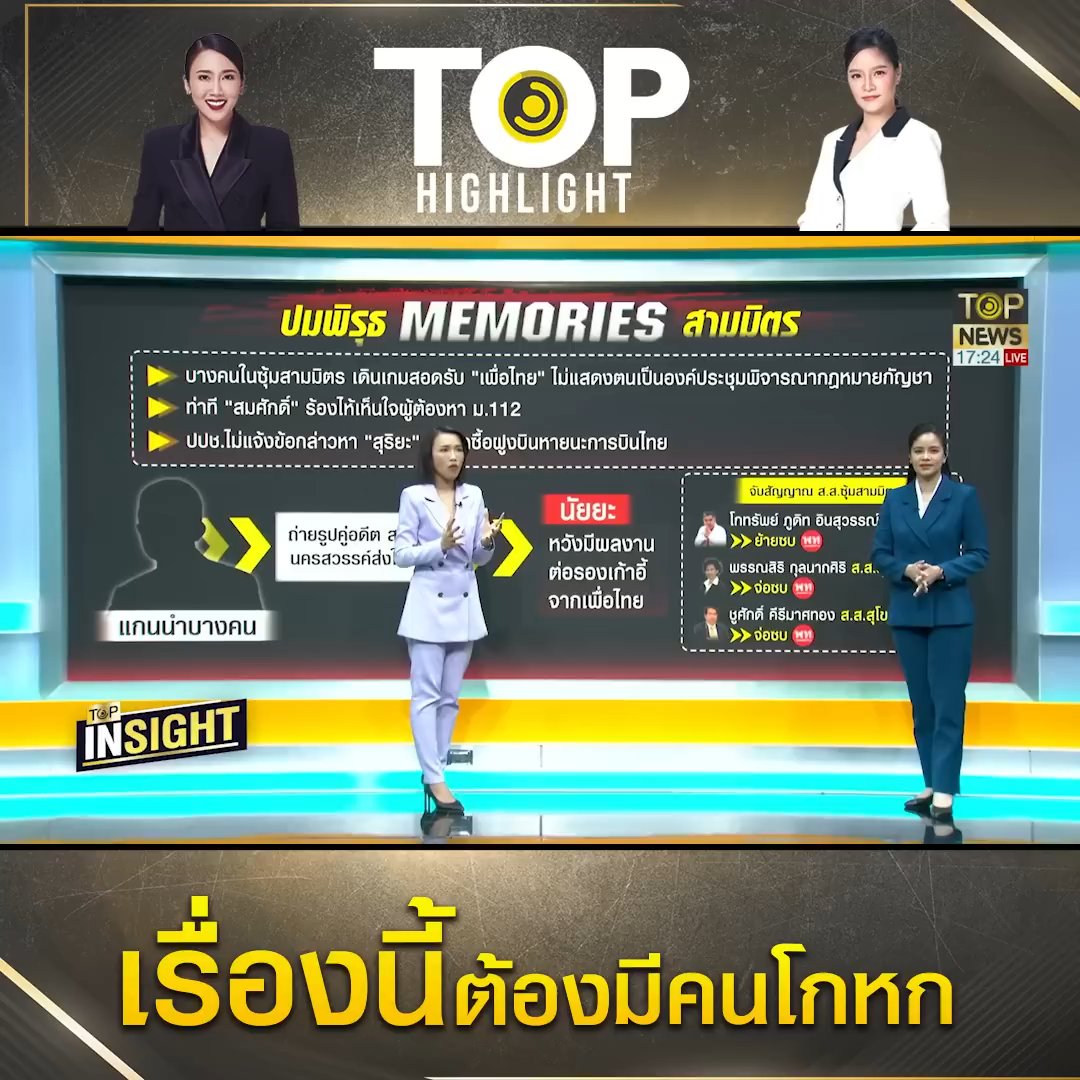 TOP
HIGHLIGHT
ปมพิรุธ MEMORIES สามมิตร
TOP
NEWS
17:24 LIVE
บางคนในซุ้มสามมิตร เดินเกมสอดรับ "เพื่อไทย" ไม่แสดงตนเป็นองค์ประชุมพิจารณากฎหมายกัญชา
ท่าที "สมศักดิ์" ร้องไห้เห็นใจผู้ต้องหา ม.112
ปปช.ไม่แจ้งข้อกล่าวหา "สุริยะ" ซื้อฝูงบินหายนะการบินไทย
แกนนำบางคน
ถ่ายรูปคู่อดีต
นครสวรรค์
นัยยะ
หวังมีผลงาน
ต่อรองเก้าอี้
จากเพื่อไทย
จับสัญญาณ ส.ส.ซุ้มสามมิตร
โกทรัพย์ ภูดิท อินสุวรรณ์
ย้ายซบ พท
พรรณสิริ กุลนาถศิริ ส.ส.
จ่อซบ พท
ชูศักดิ์ คีรีมาศทอง ส.ส.สุโข
จ่อซบ พท
TOP
INSIGHT
เรื่องนี้ต้องมีคนโกหก